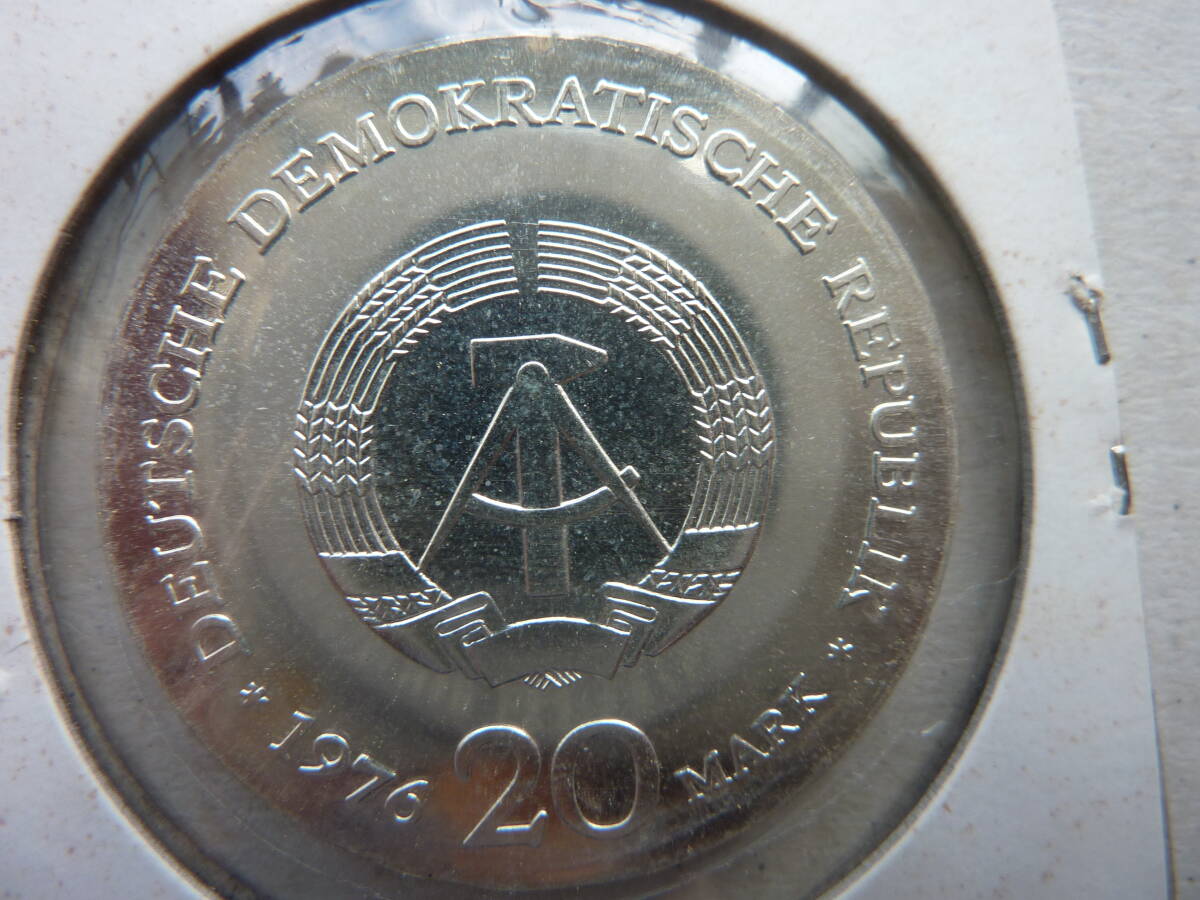 DEUTSCHE DEMOKRATISCHE REPUBLIK
* 1976 20 MARK *